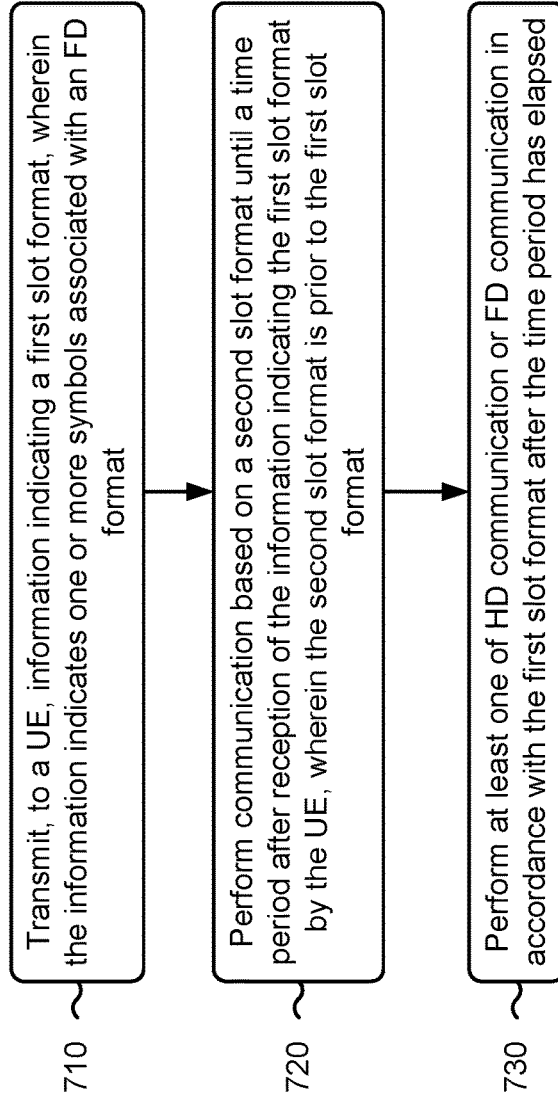 710
Transmit, to a UE, information indicating a first slot format, wherein
the information indicates one or more symbols associated with an FD
format
720
Perform communication based on a second slot format until a time
period after reception of the information indicating the first slot format
by the UE, wherein the second slot format is prior to the first slot
format
730
Perform at least one of HD communication or FD communication in
accordance with the first slot format after the time period has elapsed